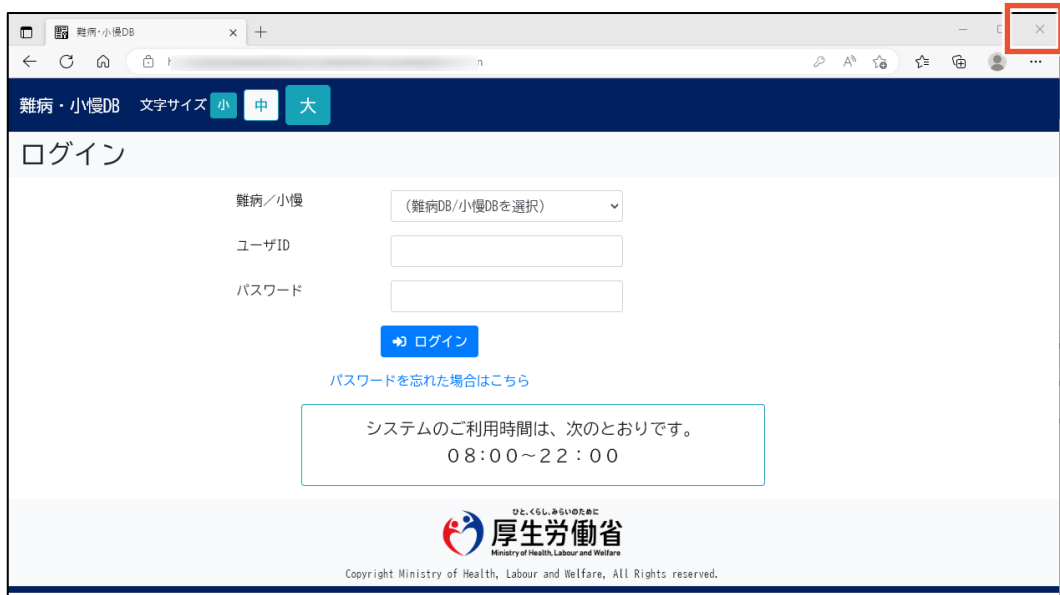 難病・小慢DB
難病・小慢DB 文字サイズ 小 中 大
ログイン
難病／小慢 (難病DB/小慢DBを選択)
ユーザID
パスワード
ログイン
パスワードを忘れた場合はこちら
システムのご利用時間は、次のとおりです。
０８：００～２２：００
ひと、くらし、みらいのために
厚生労働省
Ministry of Health, Labour and Welfare
Copyright Ministry of Health, Labour and Welfare, All Rights reserved.